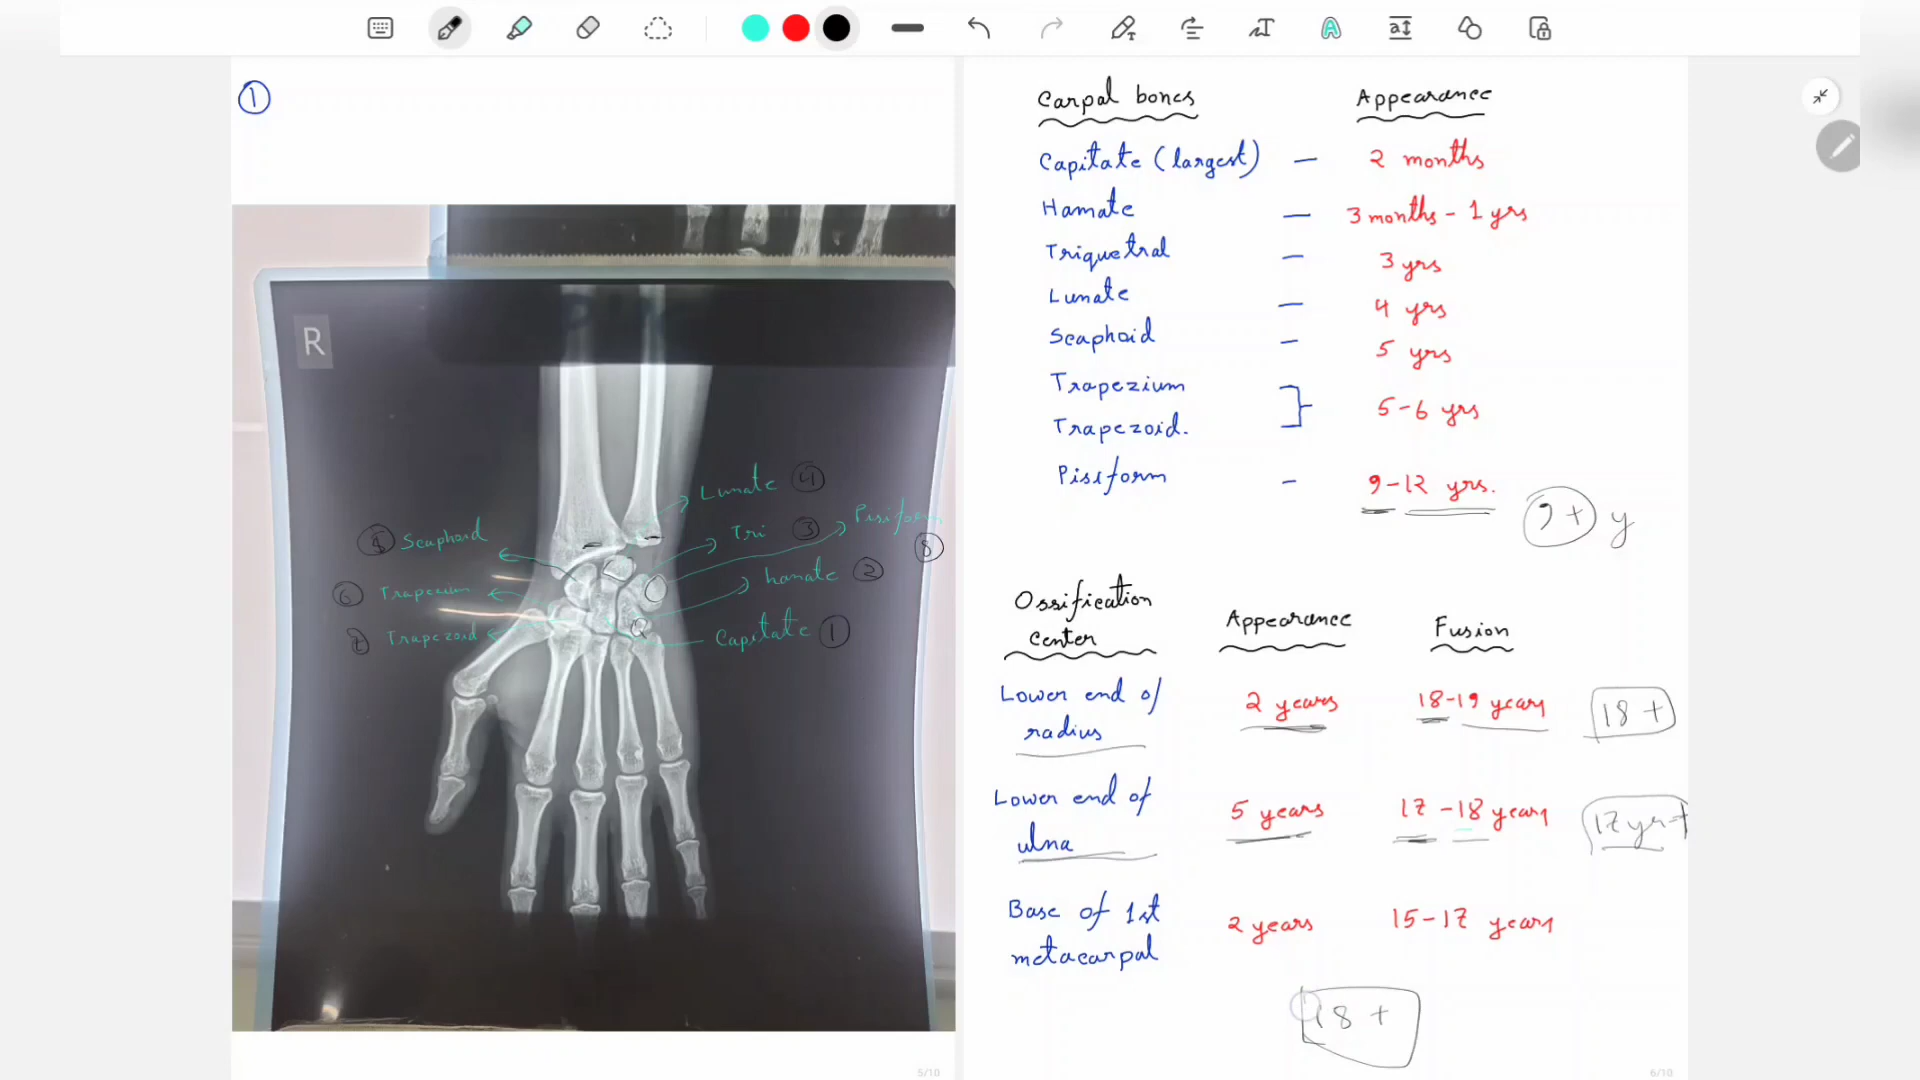 1
R
Lunate 4
Scaphoid
Tri 3
Pisiform
8
hamate 2
6 Trapezium
Trapezoid
Capitate 1
5/10
Carpal bones Appearance
Capitate (largest) — 2 months
Hamate — 3 months - 1 yrs
Triquetral — 3 yrs
Lunate — 4 yrs
Scaphoid — 5 yrs
Trapezium
Trapezoid. 5-6 yrs
Pisiform - 9-12 yrs.
9+ y
Ossification
center Appearance Fusion
Lower end of
radius 2 years 18-19 years 18+
Lower end of
ulna 5 years 17-18 years 17 yr+
Base of 1st
metacarpal 2 years 15-17 years
18+
6/10